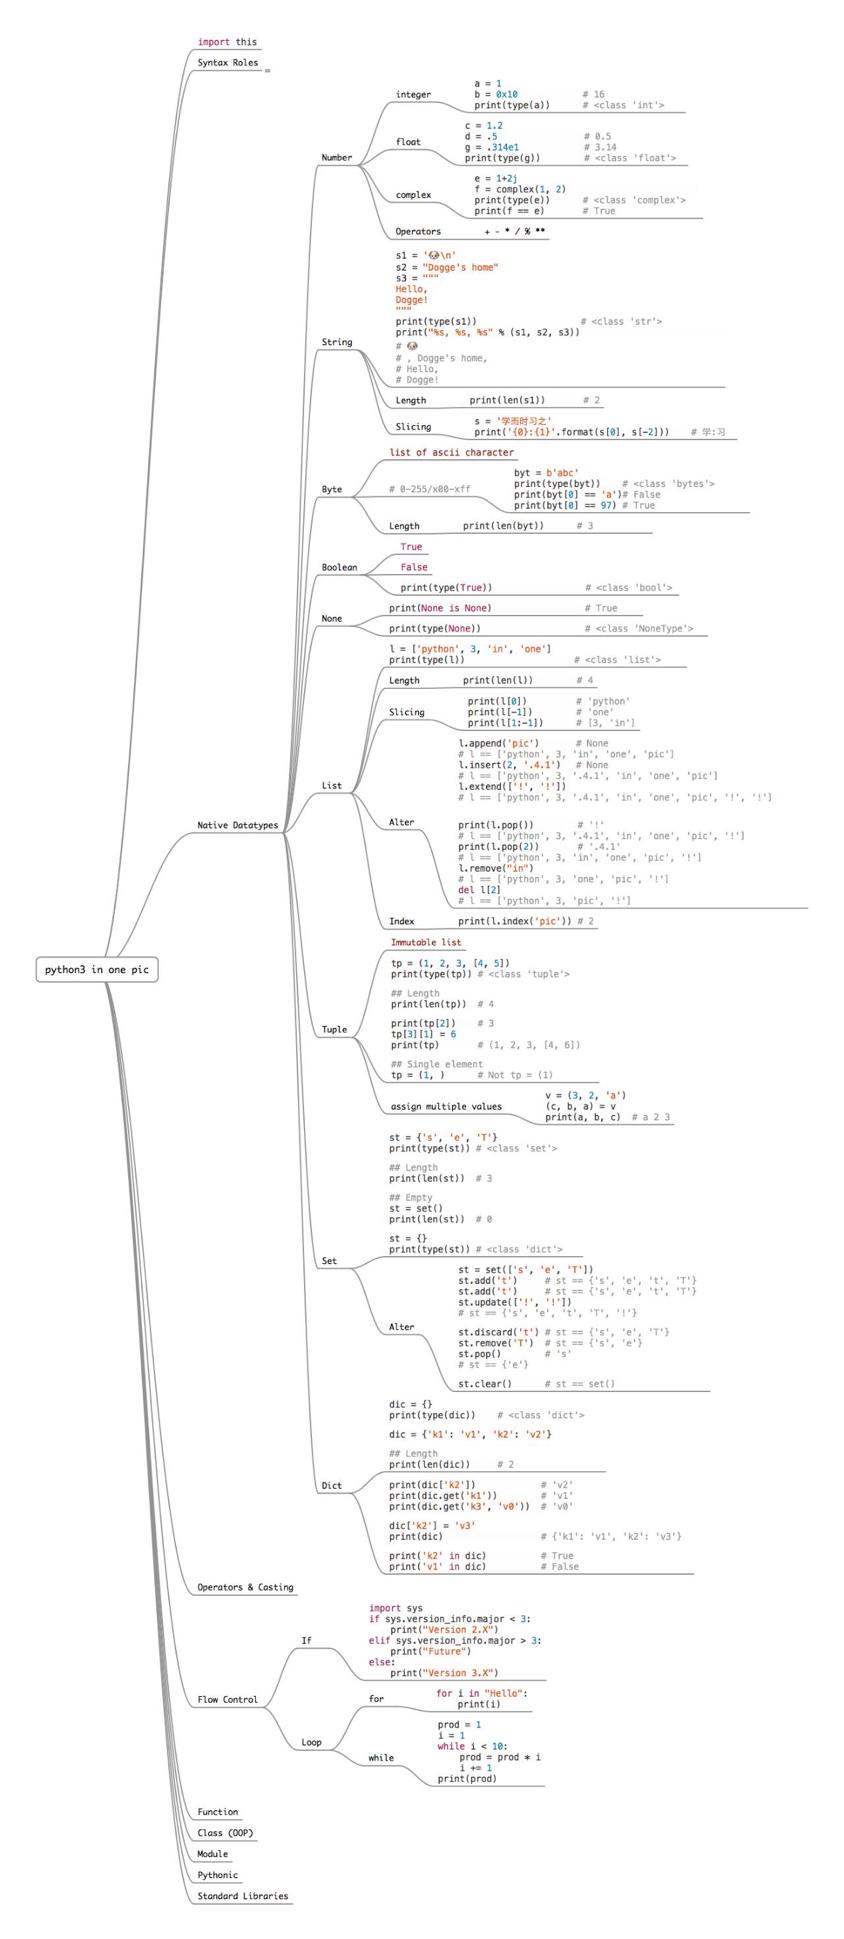 import this
Syntax Roles
Number
integer
a = 1
b = 0x10 # 16
print(type(a)) # <class 'int'>
float
c = 1.2
d = .5 # 0.5
g = .314e1 # 3.14
print(type(g)) # <class 'float'>
complex
e = 1+2j
f = complex(1, 2)
print(type(e)) # <class 'complex'>
print(f == e) # True
Operators
+ - * / % **
String
s1 = '🐶\n'
s2 = "Dogge's home"
s3 = """
Hello,
Dogge!
"""
print(type(s1)) # <class 'str'>
print("%s, %s, %s" % (s1, s2, s3))
# 🐶
# , Dogge's home,
# Hello,
# Dogge!
Length
print(len(s1)) # 2
Slicing
s = '学而时习之'
print('{0}:{1}'.format(s[0], s[-2])) # 学:习
Byte
list of ascii character
# 0-255/x00-xff
byt = b'abc'
print(type(byt)) # <class 'bytes'>
print(byt[0] == 'a')# False
print(byt[0] == 97) # True
Length
print(len(byt)) # 3
Boolean
True
False
print(type(True)) # <class 'bool'>
None
print(None is None) # True
print(type(None)) # <class 'NoneType'>
List
l = ['python', 3, 'in', 'one']
print(type(l)) # <class 'list'>
Length
print(len(l)) # 4
Slicing
print(l[0]) # 'python'
print(l[-1]) # 'one'
print(l[1:-1]) # [3, 'in']
Alter
l.append('pic') # None
# l == ['python', 3, 'in', 'one', 'pic']
l.insert(2, '.4.1') # None
# l == ['python', 3, '.4.1', 'in', 'one', 'pic']
l.extend(['!', '!'])
# l == ['python', 3, '.4.1', 'in', 'one', 'pic', '!', '!']
print(l.pop()) # '!'
# l == ['python', 3, '.4.1', 'in', 'one', 'pic', '!']
print(l.pop(2)) # '.4.1'
# l == ['python', 3, 'in', 'one', 'pic', '!']
l.remove("in")
# l == ['python', 3, 'one', 'pic', '!']
del l[2]
# l == ['python', 3, 'pic', '!']
Index
print(l.index('pic')) # 2
Native Datatypes
python3 in one pic
Tuple
Immutable list
tp = (1, 2, 3, [4, 5])
print(type(tp)) # <class 'tuple'>
## Length
print(len(tp)) # 4
print(tp[2]) # 3
tp[3][1] = 6
print(tp) # (1, 2, 3, [4, 6])
## Single element
tp = (1, ) # Not tp = (1)
assign multiple values
v = (3, 2, 'a')
(c, b, a) = v
print(a, b, c) # a 2 3
Set
st = {'s', 'e', 'T'}
print(type(st)) # <class 'set'>
## Length
print(len(st)) # 3
## Empty
st = set()
print(len(st)) # 0
st = {}
print(type(st)) # <class 'dict'>
Alter
st = set(['s', 'e', 'T'])
st.add('t') # st == {'s', 'e', 't', 'T'}
st.add('t') # st == {'s', 'e', 't', 'T'}
st.update(['!', '!'])
# st == {'s', 'e', 't', 'T', '!'}
st.discard('t') # st == {'s', 'e', 'T'}
st.remove('T') # st == {'s', 'e'}
st.pop() # 's'
# st == {'e'}
st.clear() # st == set()
Dict
dic = {}
print(type(dic)) # <class 'dict'>
dic = {'k1': 'v1', 'k2': 'v2'}
## Length
print(len(dic)) # 2
print(dic['k2']) # 'v2'
print(dic.get('k1')) # 'v1'
print(dic.get('k3', 'v0')) # 'v0'
dic['k2'] = 'v3'
print(dic) # {'k1': 'v1', 'k2': 'v3'}
print('k2' in dic) # True
print('v1' in dic) # False
Operators & Casting
Flow Control
If
import sys
if sys.version_info.major < 3:
print("Version 2.X")
elif sys.version_info.major > 3:
print("Future")
else:
print("Version 3.X")
Loop
for
for i in "Hello":
print(i)
while
prod = 1
i = 1
while i < 10:
prod = prod * i
i += 1
print(prod)
Function
Class (OOP)
Module
Pythonic
Standard Libraries